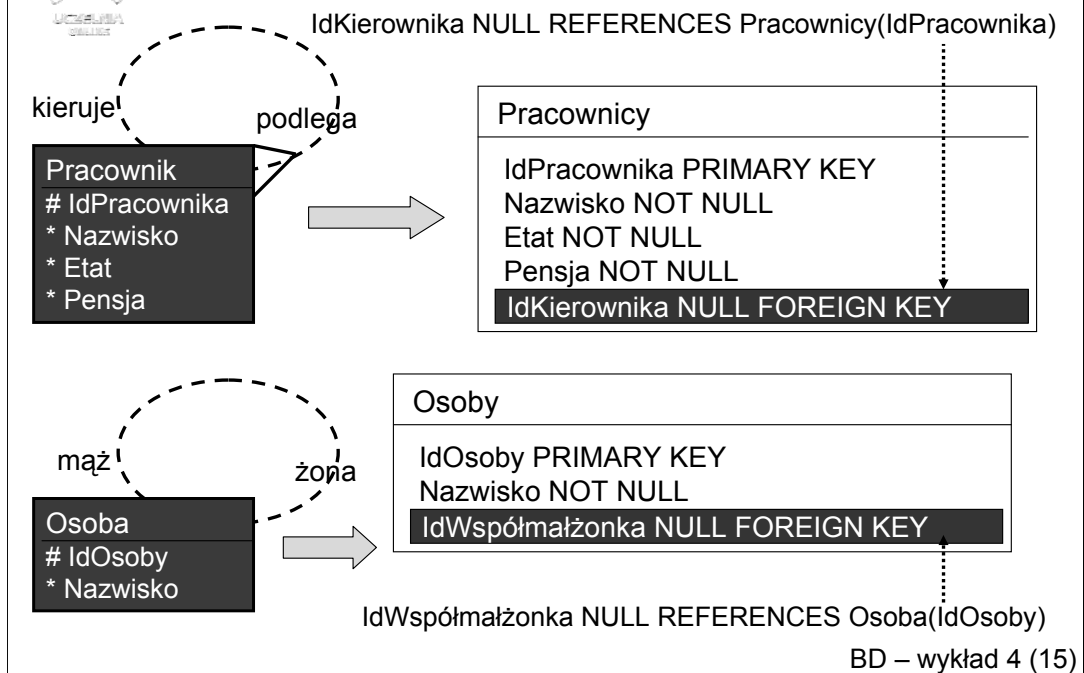 UCZELNIA
ONLINE
IdKierownika NULL REFERENCES Pracownicy(IdPracownika)
kieruje
podlega
Pracownik
# IdPracownika
* Nazwisko
* Etat
* Pensja
Pracownicy
IdPracownika PRIMARY KEY
Nazwisko NOT NULL
Etat NOT NULL
Pensja NOT NULL
IdKierownika NULL FOREIGN KEY
mąż
żona
Osoba
# IdOsoby
* Nazwisko
Osoby
IdOsoby PRIMARY KEY
Nazwisko NOT NULL
IdWspółmałżonka NULL FOREIGN KEY
IdWspółmałżonka NULL REFERENCES Osoba(IdOsoby)
BD – wykład 4 (15)